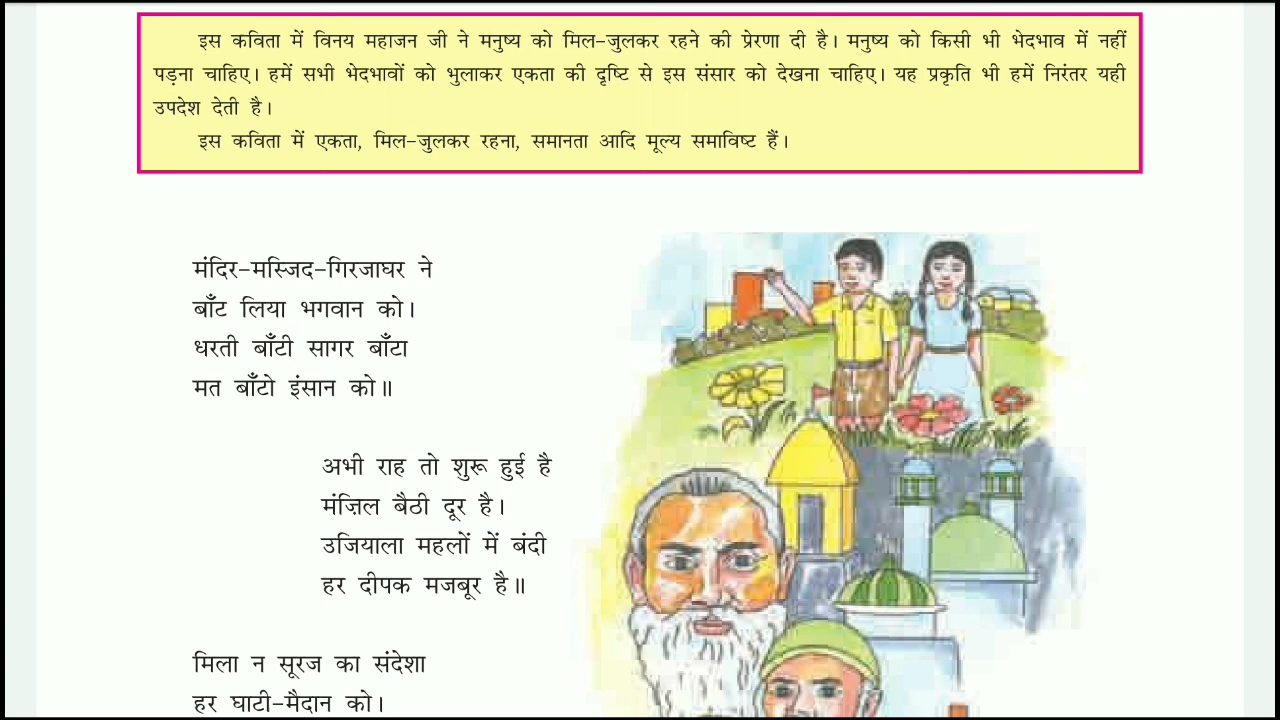 इस कविता में विनय महाजन जी ने मनुष्य को मिल-जुलकर रहने की प्रेरणा दी है। मनुष्य को किसी भी भेदभाव में नहीं
पड़ना चाहिए। हमें सभी भेदभावों को भुलाकर एकता की दृष्टि से इस संसार को देखना चाहिए। यह प्रकृति भी हमें निरंतर यही
उपदेश देती है।
इस कविता में एकता, मिल-जुलकर रहना, समानता आदि मूल्य समाविष्ट हैं।
मंदिर-मस्जिद-गिरजाघर ने
बाँट लिया भगवान को।
धरती बाँटी सागर बाँटा
मत बाँटो इंसान को॥
अभी राह तो शुरू हुई है
मंज़िल बैठी दूर है।
उजियाला महलों में बंदी
हर दीपक मजबूर है॥
मिला न सूरज का संदेशा
हर घाटी-मैदान को।